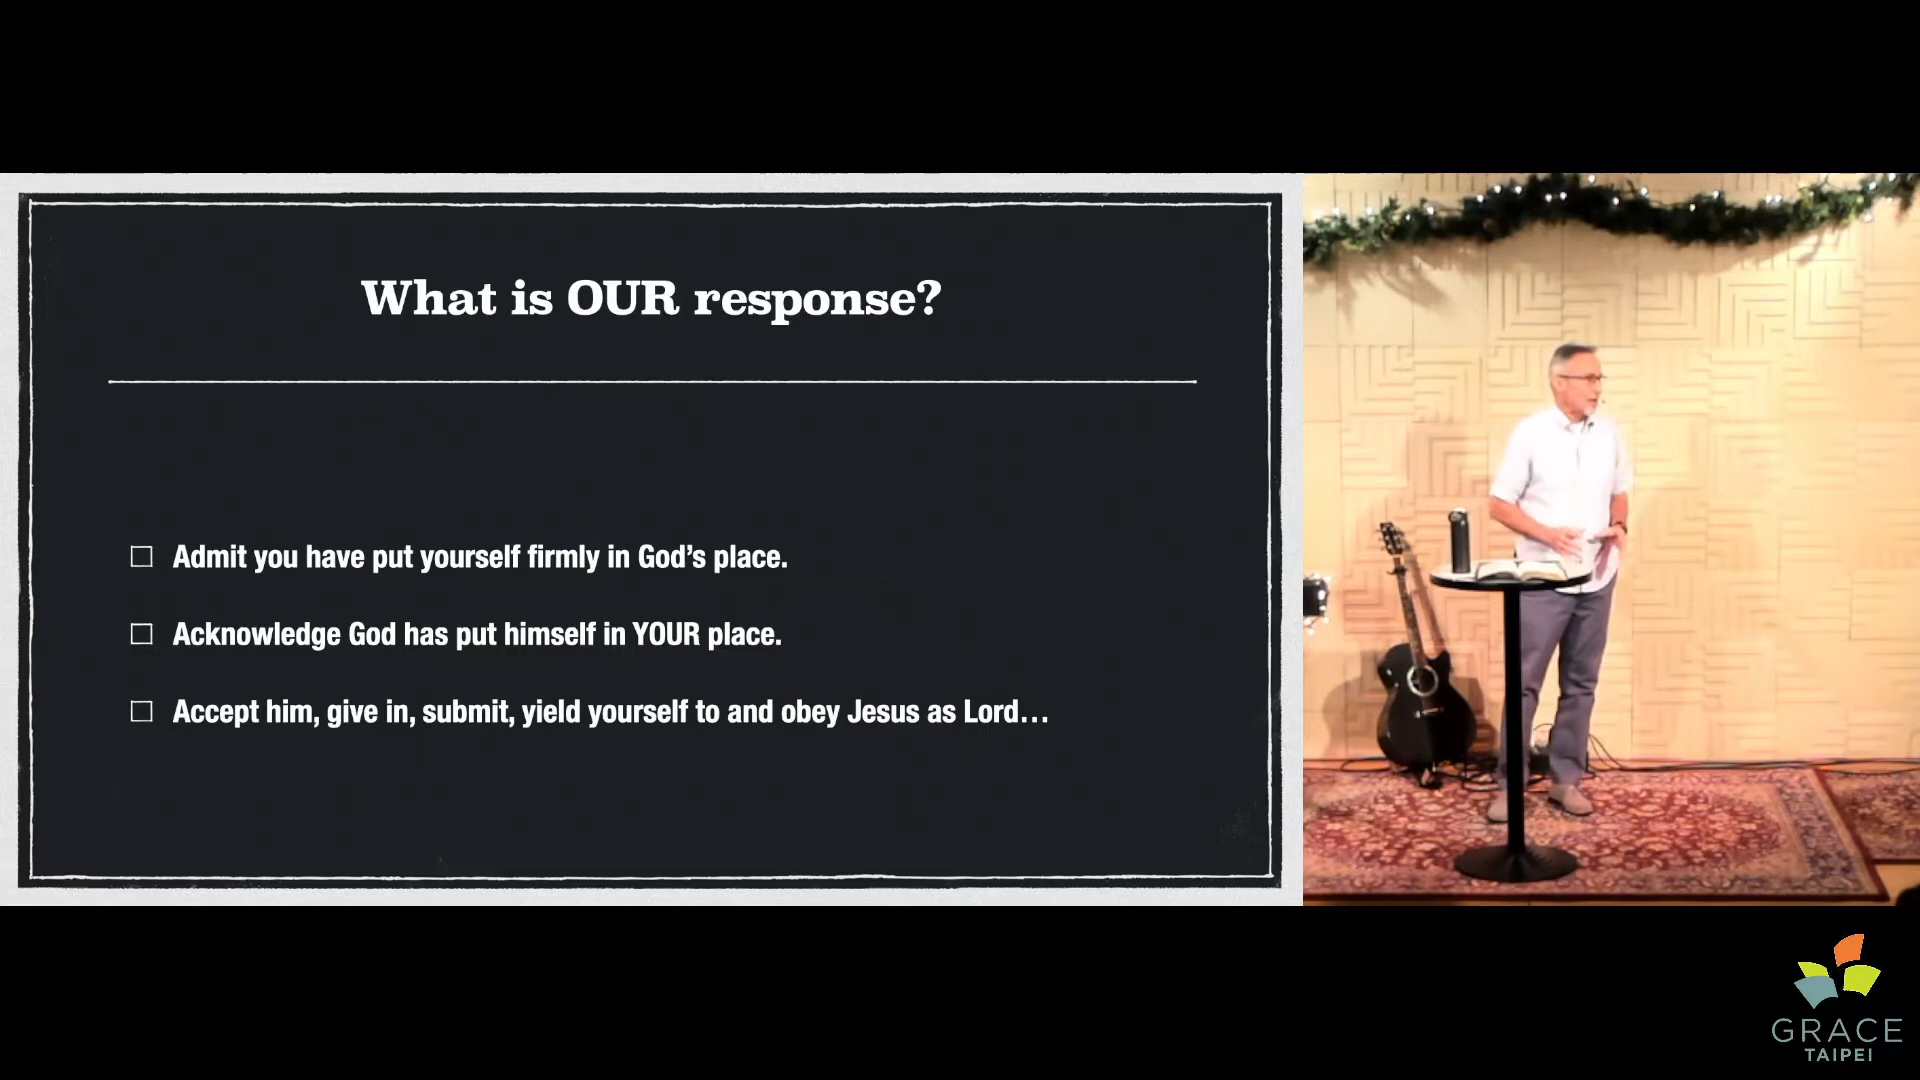 What is OUR response?
Admit you have put yourself firmly in God’s place.
Acknowledge God has put himself in YOUR place.
Accept him, give in, submit, yield yourself to and obey Jesus as Lord…
GRACE
TAIPEI